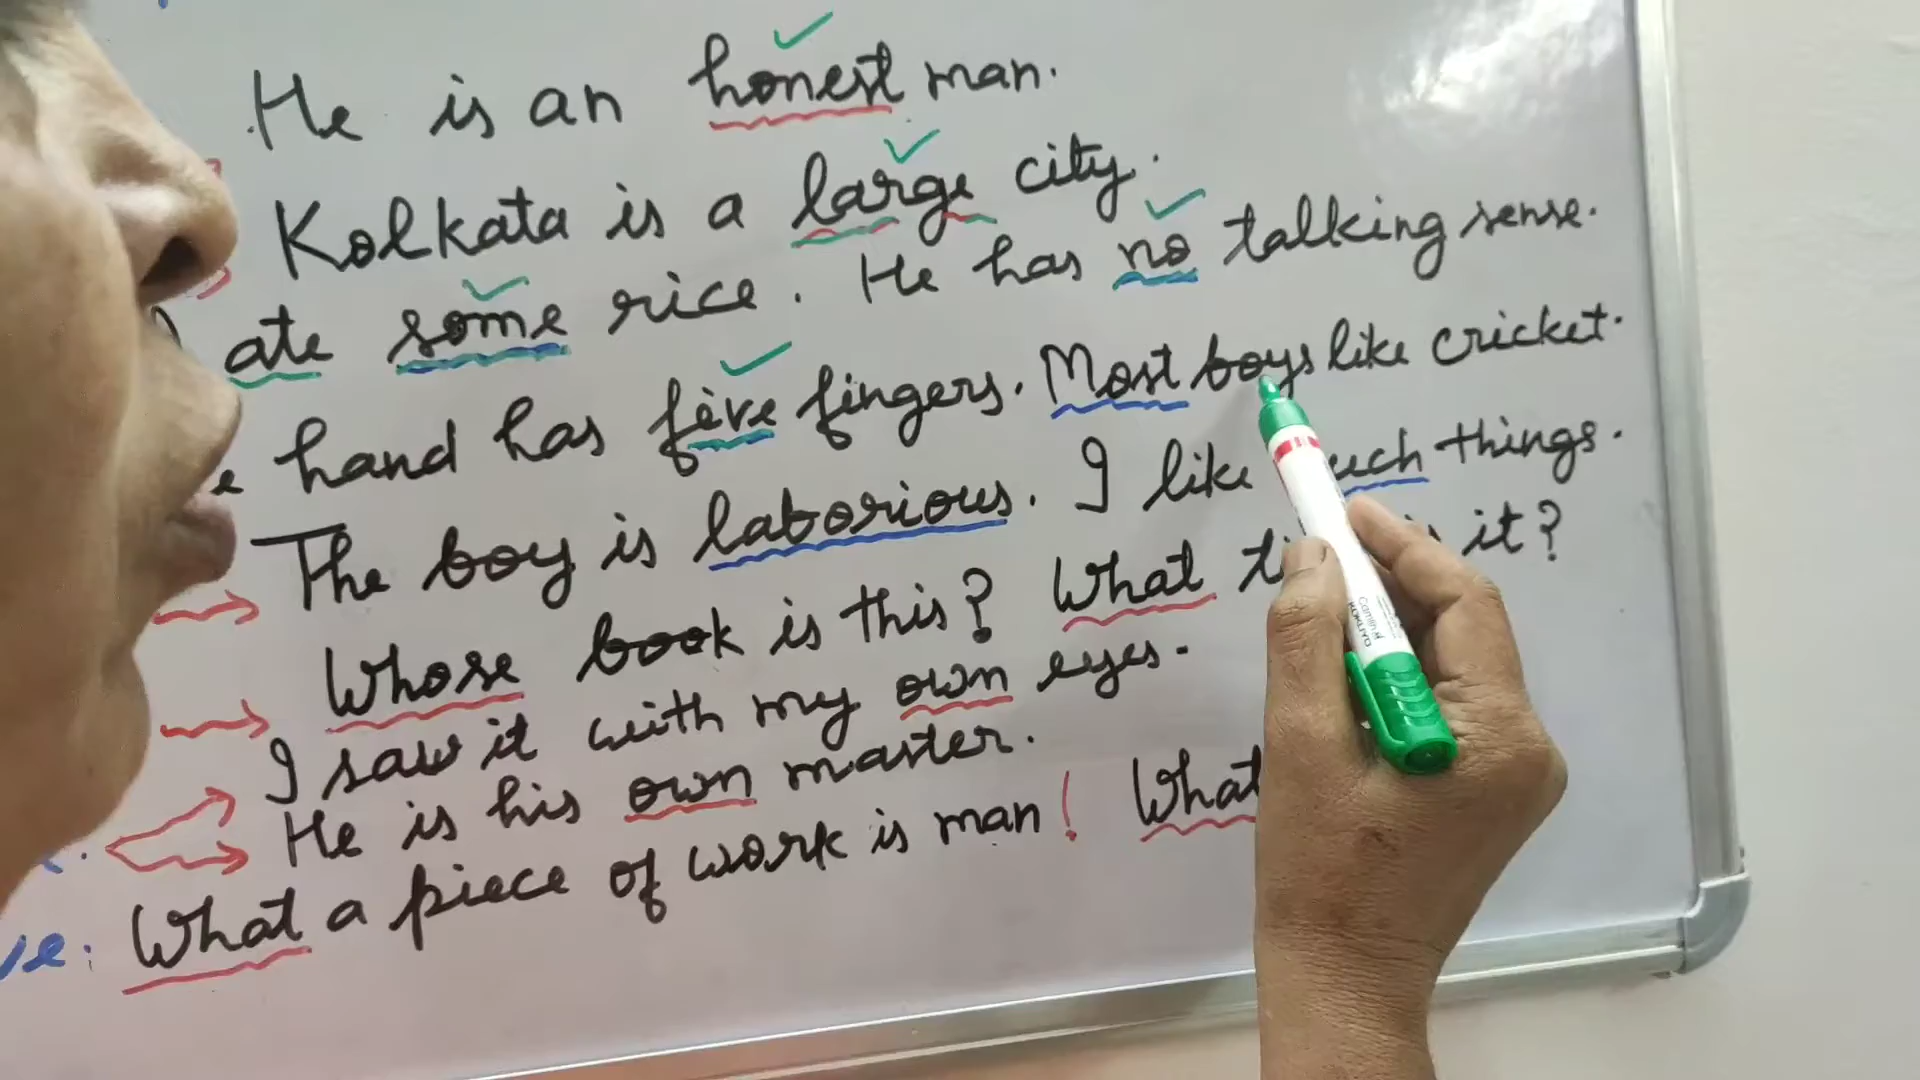 He is an honest man.
Kolkata is a large city.
ate some rice. He has no talking sense.
hand has five fingers. Most boys like cricket.
The boy is laborious. I like things.
Whose book is this? What it?
I saw it with my own eyes.
He is his own master.
What a piece of work is man! What
Camlin
KOKUYO